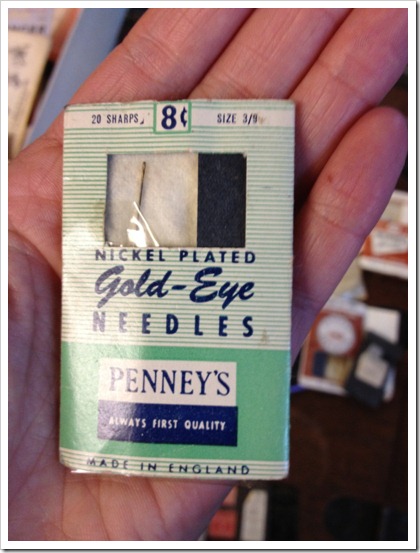 20 SHARPS, 8¢ SIZE 3/9
NICKEL PLATED
Gold-Eye
NEEDLES
PENNEY'S
ALWAYS FIRST QUALITY
MADE IN ENGLAND